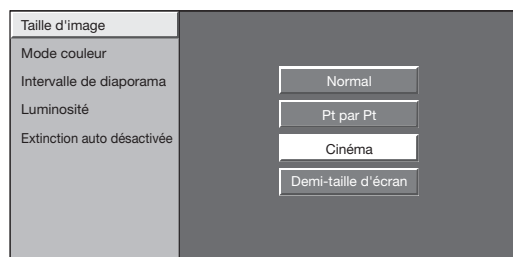 Taille d'image
Mode couleur
Intervalle de diaporama
Luminosité
Extinction auto désactivée
Normal
Pt par Pt
Cinéma
Demi-taille d'écran